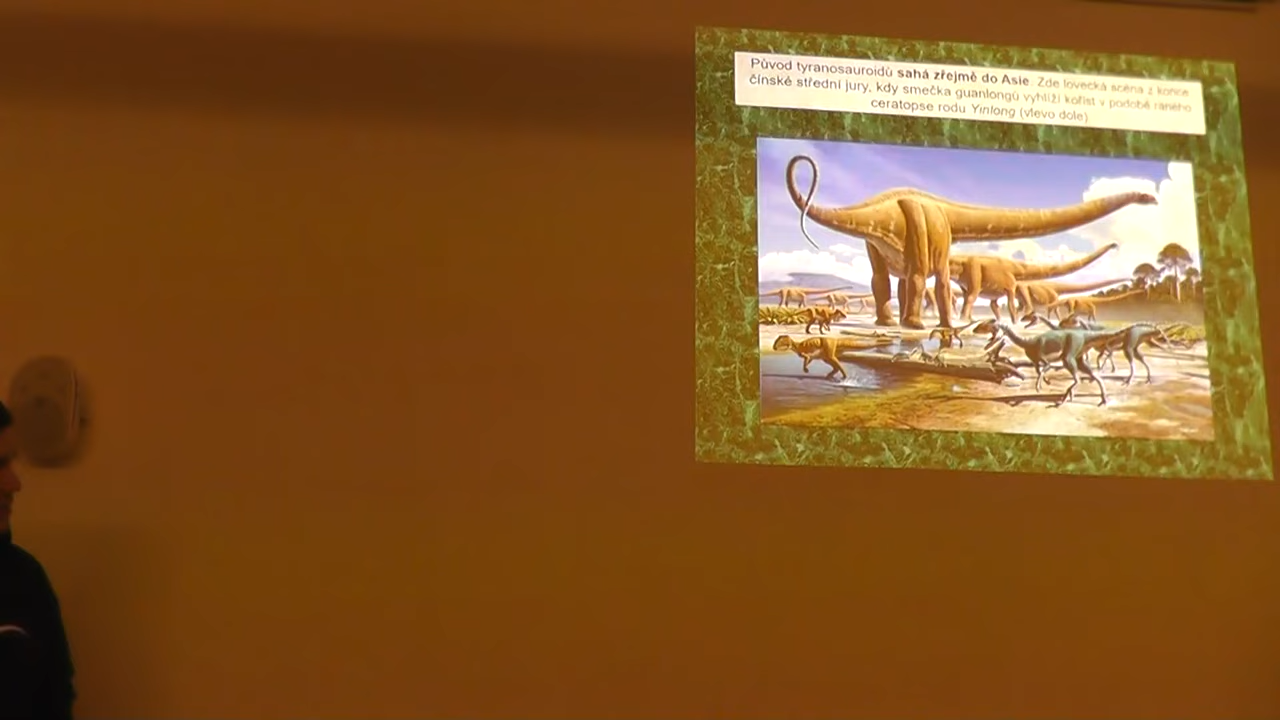 Původ tyranosauroidů sahá zřejmě do Asie. Zde lovecká scéna z konce
čínské střední jury, kdy smečka guanlongů vyhlíží kořist v podobě raného
ceratopse rodu Yinlong (vlevo dole)